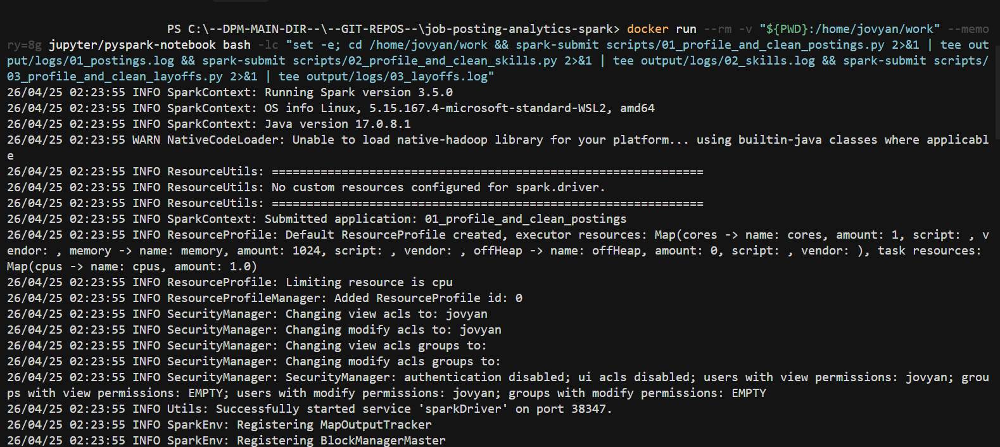 PS C:\--DPM-MAIN-DIR--\--GIT-REPOS--\job-posting-analytics-spark> docker run --rm -v "${PWD}:/home/jovyan/work" --memo
ry=8g jupyter/pyspark-notebook bash -lc "set -e; cd /home/jovyan/work && spark-submit scripts/01_profile_and_clean_postings.py 2>&1 | tee out
put/logs/01_postings.log && spark-submit scripts/02_profile_and_clean_skills.py 2>&1 | tee output/logs/02_skills.log && spark-submit scripts/
03_profile_and_clean_layoffs.py 2>&1 | tee output/logs/03_layoffs.log"
26/04/25 02:23:55 INFO SparkContext: Running Spark version 3.5.0
26/04/25 02:23:55 INFO SparkContext: OS info Linux, 5.15.167.4-microsoft-standard-WSL2, amd64
26/04/25 02:23:55 INFO SparkContext: Java version 17.0.8.1
26/04/25 02:23:55 WARN NativeCodeLoader: Unable to load native-hadoop library for your platform... using builtin-java classes where applicabl
e
26/04/25 02:23:55 INFO ResourceUtils: ==============================================================
26/04/25 02:23:55 INFO ResourceUtils: No custom resources configured for spark.driver.
26/04/25 02:23:55 INFO ResourceUtils: ==============================================================
26/04/25 02:23:55 INFO SparkContext: Submitted application: 01_profile_and_clean_postings
26/04/25 02:23:55 INFO ResourceProfile: Default ResourceProfile created, executor resources: Map(cores -> name: cores, amount: 1, script: , v
endor: , memory -> name: memory, amount: 1024, script: , vendor: , offHeap -> name: offHeap, amount: 0, script: , vendor: ), task resources:
Map(cpus -> name: cpus, amount: 1.0)
26/04/25 02:23:55 INFO ResourceProfile: Limiting resource is cpu
26/04/25 02:23:55 INFO ResourceProfileManager: Added ResourceProfile id: 0
26/04/25 02:23:55 INFO SecurityManager: Changing view acls to: jovyan
26/04/25 02:23:55 INFO SecurityManager: Changing modify acls to: jovyan
26/04/25 02:23:55 INFO SecurityManager: Changing view acls groups to:
26/04/25 02:23:55 INFO SecurityManager: Changing modify acls groups to:
26/04/25 02:23:55 INFO SecurityManager: SecurityManager: authentication disabled; ui acls disabled; users with view permissions: jovyan; grou
ps with view permissions: EMPTY; users with modify permissions: jovyan; groups with modify permissions: EMPTY
26/04/25 02:23:55 INFO Utils: Successfully started service 'sparkDriver' on port 38347.
26/04/25 02:23:55 INFO SparkEnv: Registering MapOutputTracker
26/04/25 02:23:55 INFO SparkEnv: Registering BlockManagerMaster